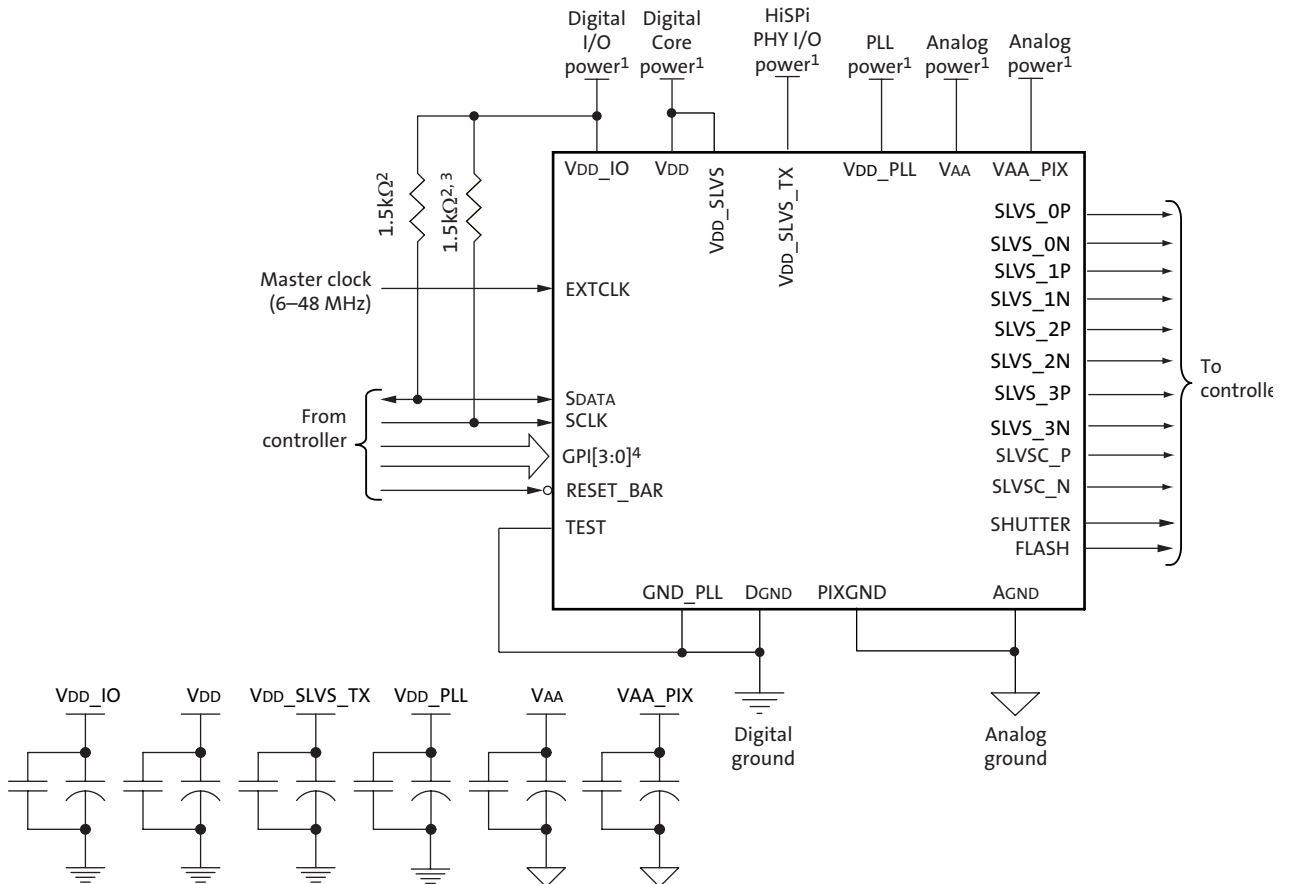 Digital
I/O
power1
Digital
Core
power1
HiSPi
PHY I/O
power1
PLL
power1
Analog
power1
Analog
power1
VDD_IO
VDD
VDD_SLVS
VDD_SLVS_TX
VDD_PLL
VAA
VAA_PIX
1.5kΩ2
1.5kΩ2, 3
Master clock
(6–48 MHz)
EXTCLK
From
controller
SDATA
SCLK
GPI[3:0]4
RESET_BAR
TEST
SLVS_0P
SLVS_0N
SLVS_1P
SLVS_1N
SLVS_2P
SLVS_2N
SLVS_3P
SLVS_3N
SLVSC_P
SLVSC_N
SHUTTER
FLASH
To
controlle
GND_PLL
DGND
PIXGND
AGND
Digital
ground
Analog
ground
VDD_IO
VDD
VDD_SLVS_TX
VDD_PLL
VAA
VAA_PIX